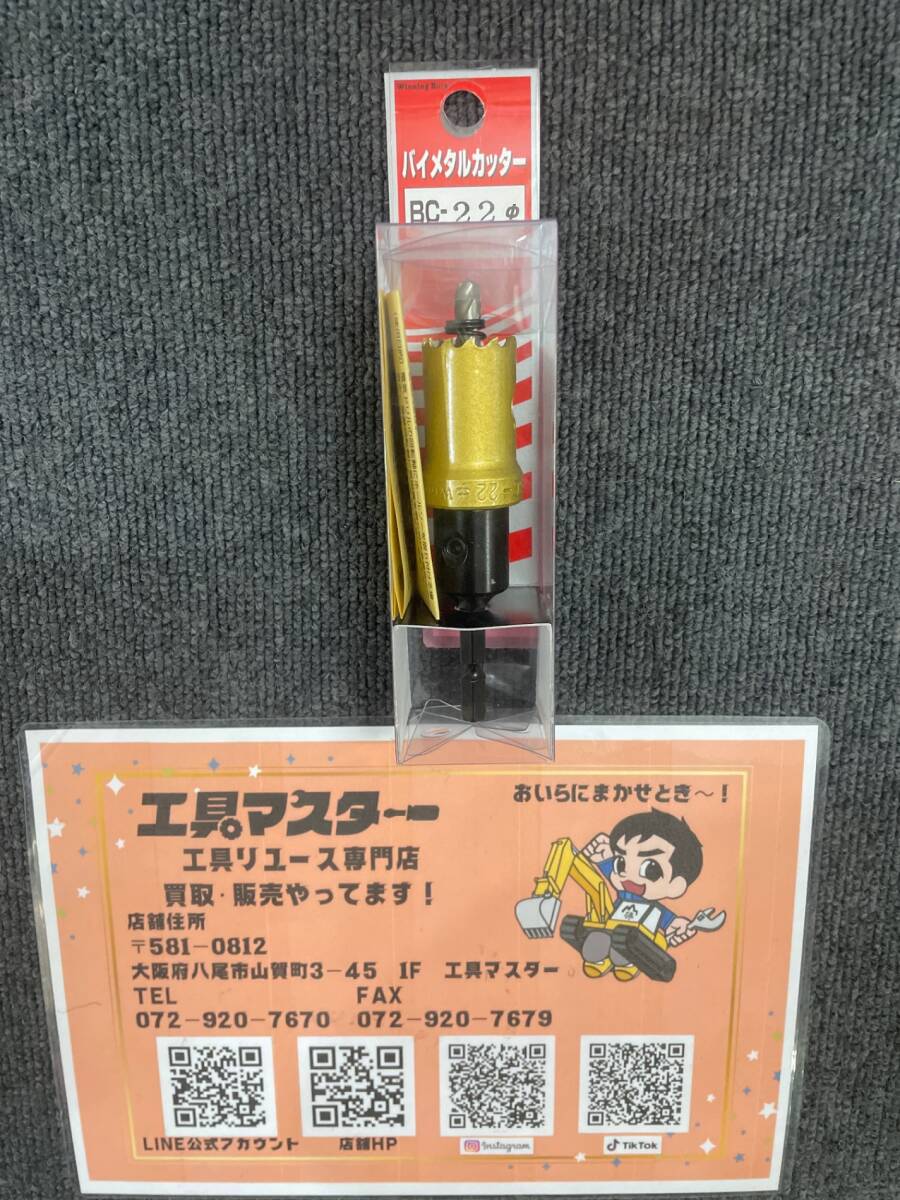 Winning Bore
バイメタルカッター
BC-22φ
22
工具マスター
おいらにまかせとき〜！
工具リユース専門店
買取・販売やってます！
店舗住所
〒581-0812
大阪府八尾市山賀町3-45 1F 工具マスター
TEL FAX
072-920-7670 072-920-7679
LINE公式アカウント 店舗HP Instagram TikTok